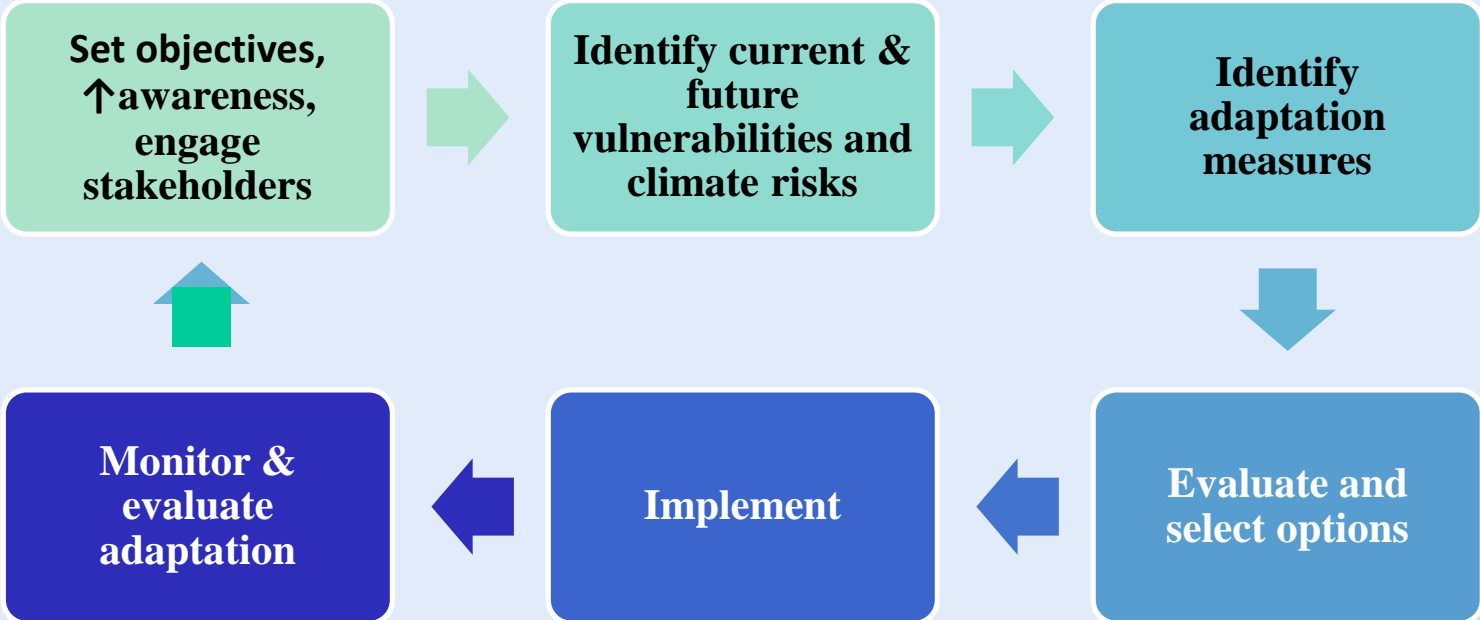 Set objectives,
↑awareness,
engage
stakeholders
Identify current &
future
vulnerabilities and
climate risks
Identify
adaptation
measures
Evaluate and
select options
Implement
Monitor &
evaluate
adaptation